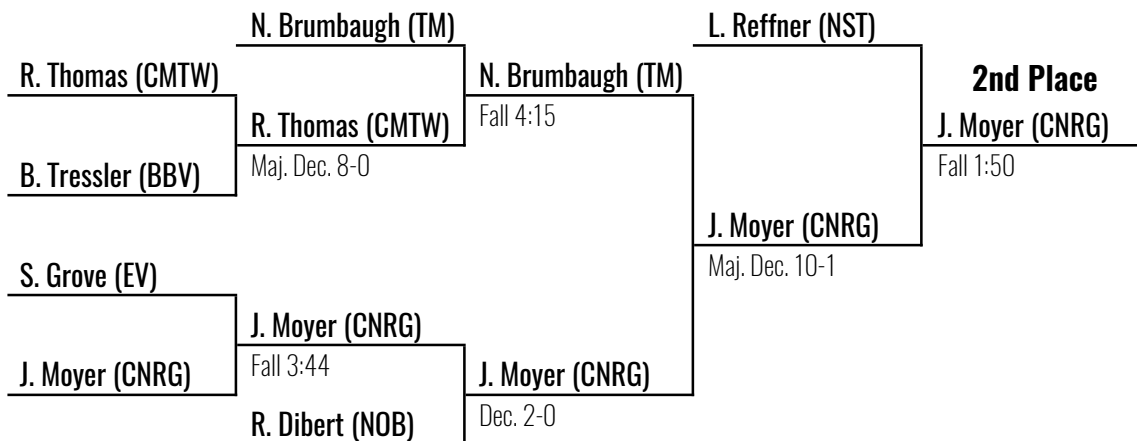 N. Brumbaugh (TM)
L. Reffner (NST)
R. Thomas (CMTW)
N. Brumbaugh (TM)
2nd Place
Fall 4:15
R. Thomas (CMTW)
J. Moyer (CNRG)
Maj. Dec. 8-0
Fall 1:50
B. Tressler (BBV)
J. Moyer (CNRG)
Maj. Dec. 10-1
S. Grove (EV)
J. Moyer (CNRG)
Fall 3:44
J. Moyer (CNRG)
J. Moyer (CNRG)
Dec. 2-0
R. Dibert (NOB)